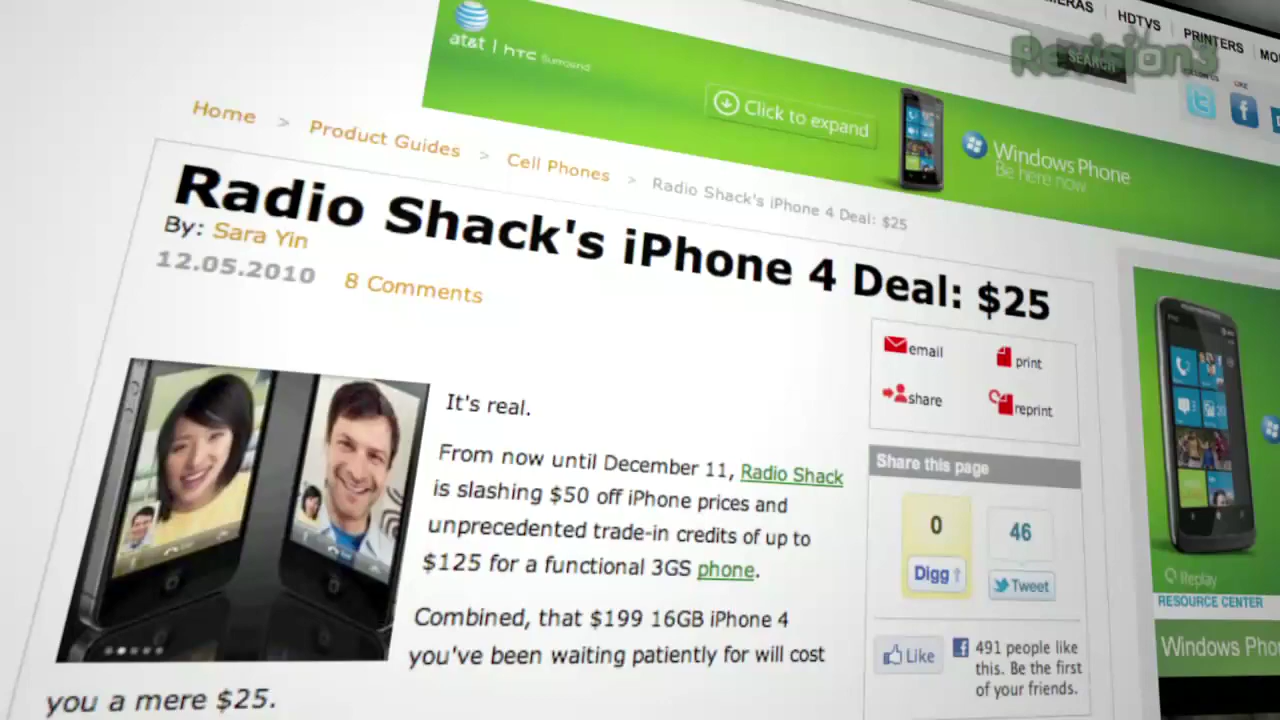 HDTVS
PRINTERS
Revision3
SEARCH
at&t | hTC Surround
Click to expand
Windows Phone
Be here now
Home > Product Guides > Cell Phones > Radio Shack's iPhone 4 Deal: $25
Radio Shack's iPhone 4 Deal: $25
By: Sara Yin
12.05.2010 8 Comments
email
print
share
reprint
It's real.
From now until December 11, Radio Shack
is slashing $50 off iPhone prices and
unprecedented trade-in credits of up to
$125 for a functional 3GS phone.
Combined, that $199 16GB iPhone 4
you've been waiting patiently for will cost
you a mere $25.
Share this page
0
46
Digg
Tweet
Like
491 people like
this. Be the first
of your friends.
Replay
RESOURCE CENTER
Windows Pho